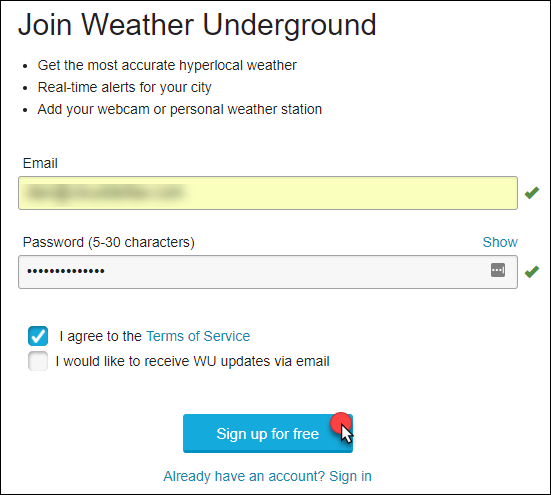 Join Weather Underground
Get the most accurate hyperlocal weather
Real-time alerts for your city
Add your webcam or personal weather station
Email
Password (5-30 characters) Show
••••••••••••••
I agree to the Terms of Service
I would like to receive WU updates via email
Sign up for free
Already have an account? Sign in